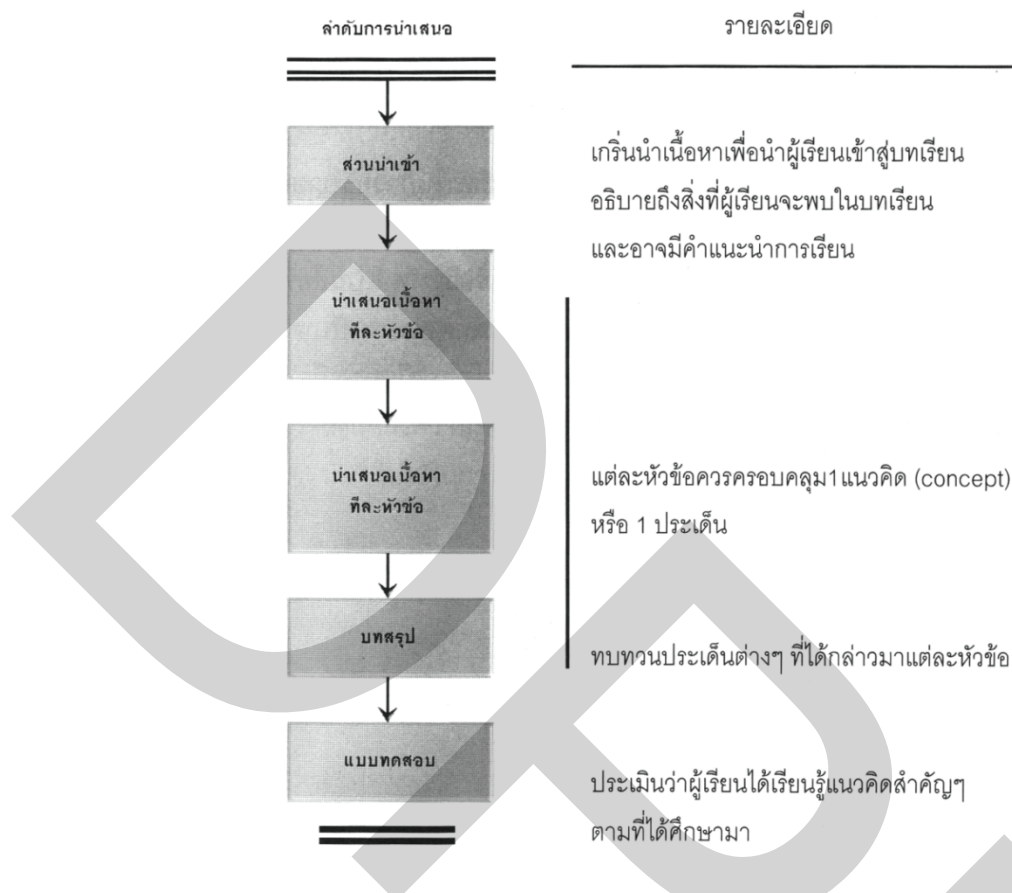 ลำดับการนำเสนอ
รายละเอียด
ส่วนนำเข้า
เกริ่นนำเนื้อหาเพื่อนำผู้เรียนเข้าสู่บทเรียน
อธิบายถึงสิ่งที่ผู้เรียนจะพบในบทเรียน
และอาจมีคำแนะนำการเรียน
นำเสนอเนื้อหา
ทีละหัวข้อ
นำเสนอเนื้อหา
ทีละหัวข้อ
แต่ละหัวข้อควรครอบคลุม1แนวคิด (concept)
หรือ 1 ประเด็น
บทสรุป
ทบทวนประเด็นต่างๆ ที่ได้กล่าวมาแต่ละหัวข้อ
แบบทดสอบ
ประเมินว่าผู้เรียนได้เรียนรู้แนวคิดสำคัญๆ
ตามที่ได้ศึกษามา